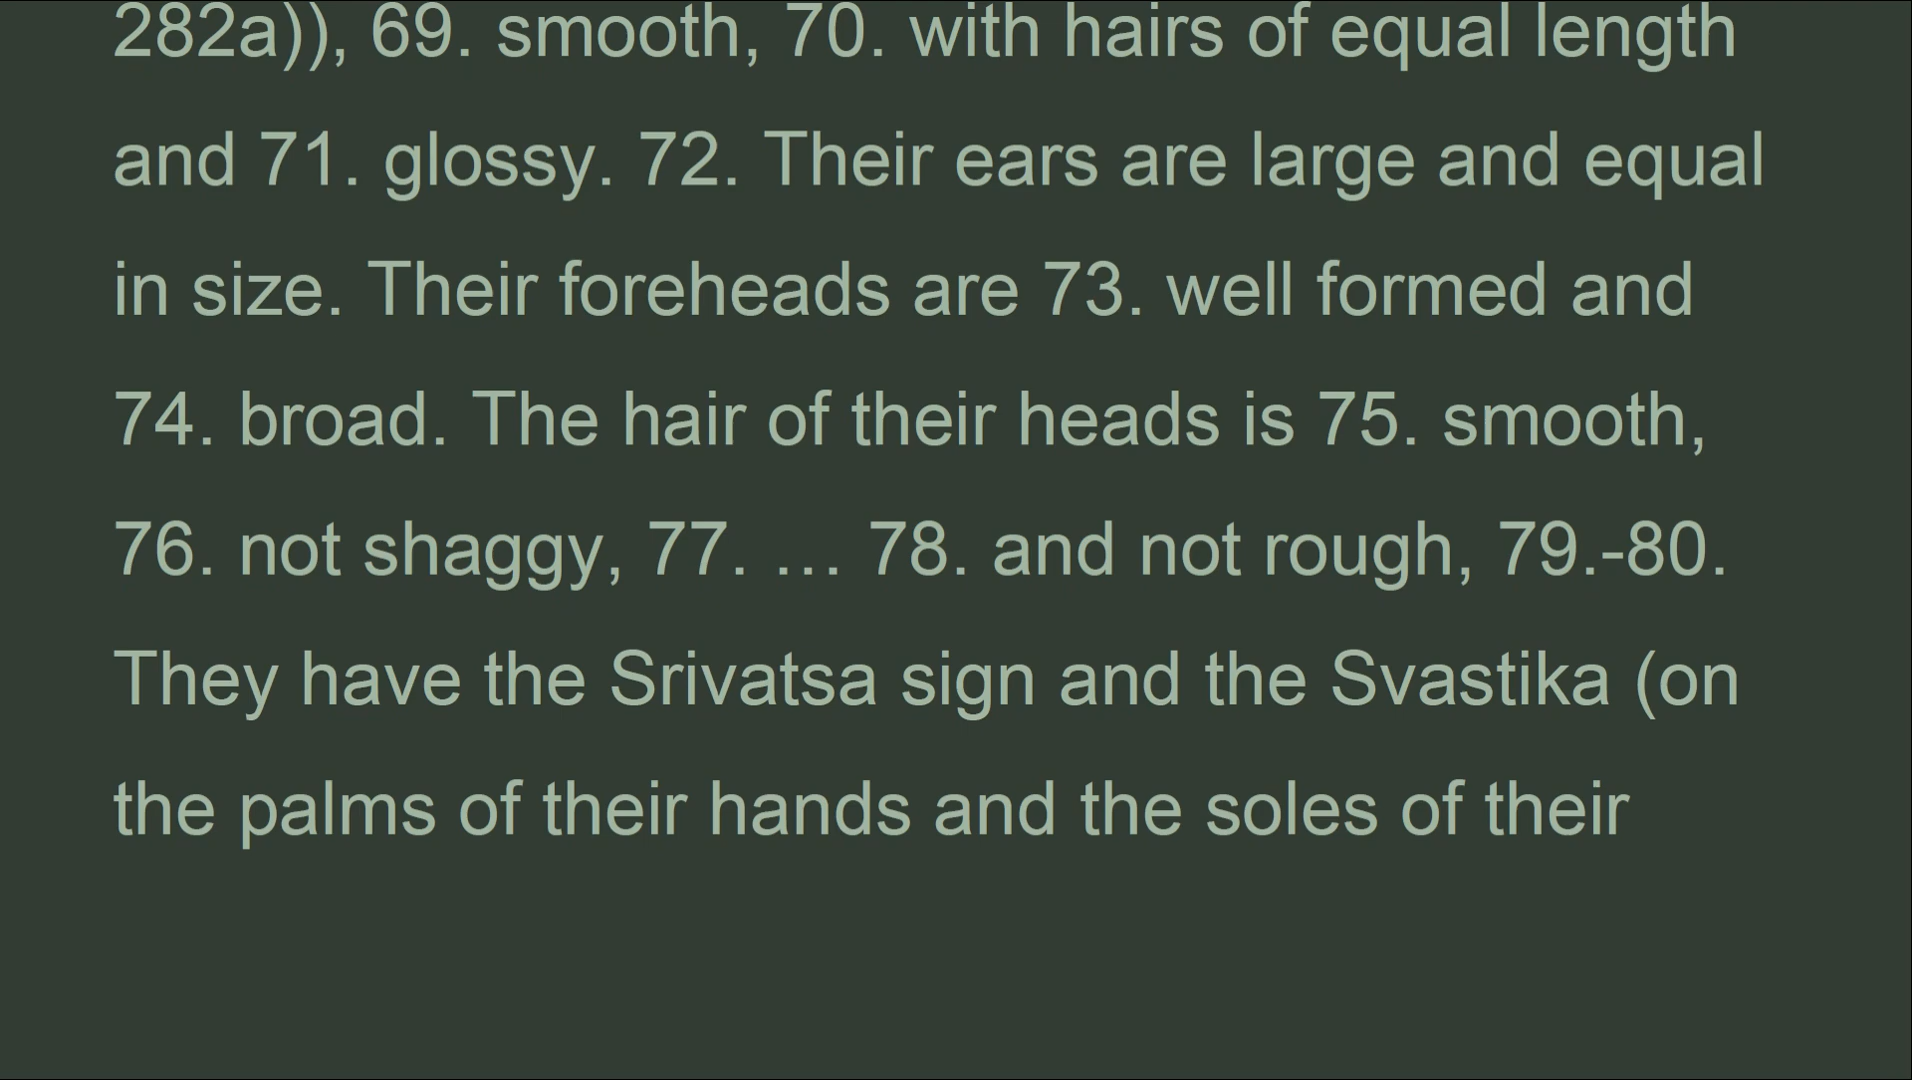 282a)), 69. smooth, 70. with hairs of equal length
and 71. glossy. 72. Their ears are large and equal
in size. Their foreheads are 73. well formed and
74. broad. The hair of their heads is 75. smooth,
76. not shaggy, 77. … 78. and not rough, 79.-80.
They have the Srivatsa sign and the Svastika (on
the palms of their hands and the soles of their